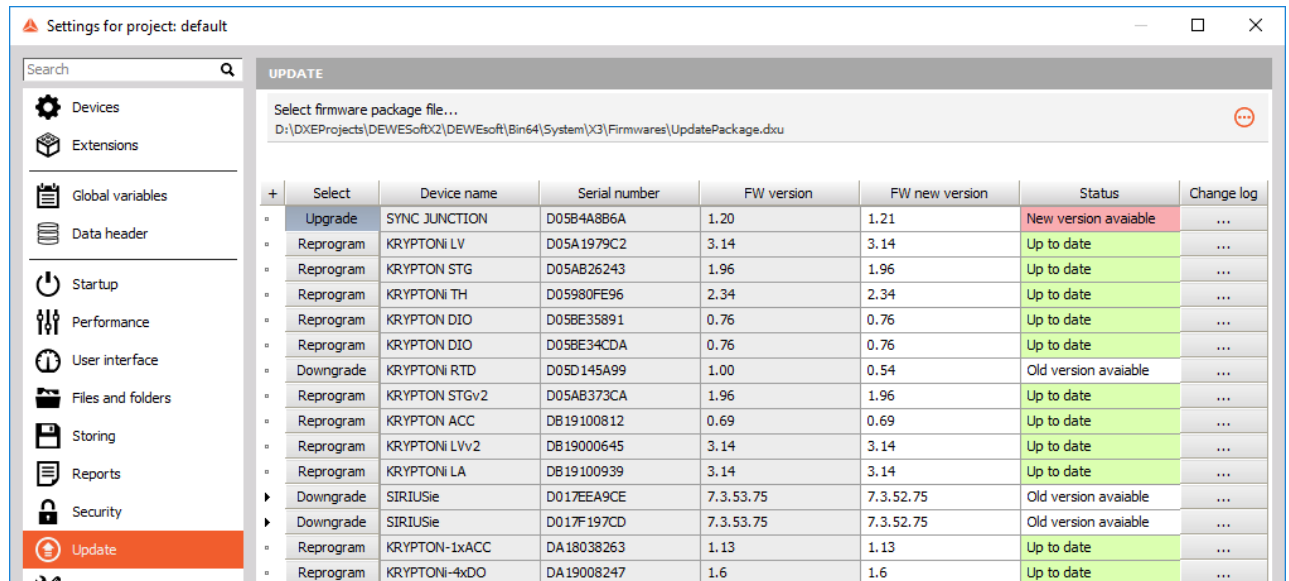 Settings for project: default
Search
Devices
Extensions
Global variables
Data header
Startup
Performance
User interface
Files and folders
Storing
Reports
Security
Update
UPDATE
Select firmware package file...
D:\DXEProjects\DEWESoftX2\DEWEsoft\Bin64\System\X3\Firmwares\UpdatePackage.dxu
+ Select Device name Serial number FW version FW new version Status Change log
Upgrade SYNC JUNCTION D05B4A8B6A 1.20 1.21 New version avaiable ...
Reprogram KRYPTONi LV D05A1979C2 3.14 3.14 Up to date ...
Reprogram KRYPTON STG D05AB26243 1.96 1.96 Up to date ...
Reprogram KRYPTONi TH D05980FE96 2.34 2.34 Up to date ...
Reprogram KRYPTON DIO D05BE35891 0.76 0.76 Up to date ...
Reprogram KRYPTON DIO D05BE34CDA 0.76 0.76 Up to date ...
Downgrade KRYPTONi RTD D05D145A99 1.00 0.54 Old version avaiable ...
Reprogram KRYPTON STGv2 D05AB373CA 1.96 1.96 Up to date ...
Reprogram KRYPTON ACC DB19100812 0.69 0.69 Up to date ...
Reprogram KRYPTONi LVv2 DB19000645 3.14 3.14 Up to date ...
Reprogram KRYPTONi LA DB19100939 3.14 3.14 Up to date ...
Downgrade SIRIUSie D017EEA9CE 7.3.53.75 7.3.52.75 Old version avaiable ...
Downgrade SIRIUSie D017F197CD 7.3.53.75 7.3.52.75 Old version avaiable ...
Reprogram KRYPTON-1xACC DA18038263 1.13 1.13 Up to date ...
Reprogram KRYPTONi-4xDO DA19008247 1.6 1.6 Up to date ...